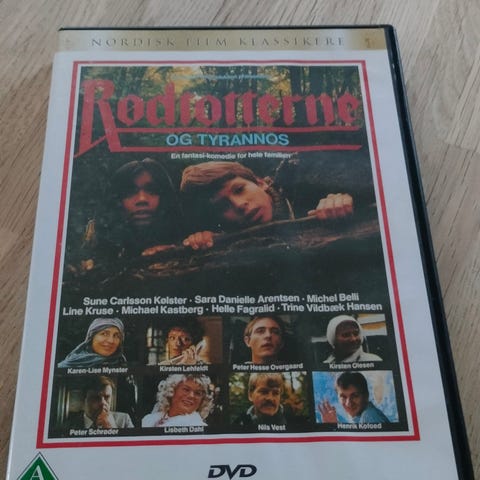 NORDISK FILM KLASSIKERE
Rødtotterne
OG TYRANNOS
En fantasi-komedie for hele familien
Sune Carlsson Kølster · Sara Danielle Arentsen · Michel Belli
Line Kruse · Michael Kastberg · Helle Fagralid · Trine Vildbæk Hansen
Karen-Lise Mynster
Kirsten Lehfeldt
Peter Hesse Overgaard
Kirsten Olesen
Peter Schrøder
Lisbeth Dahl
Nils Vest
Henrik Kofoed
A
DVD